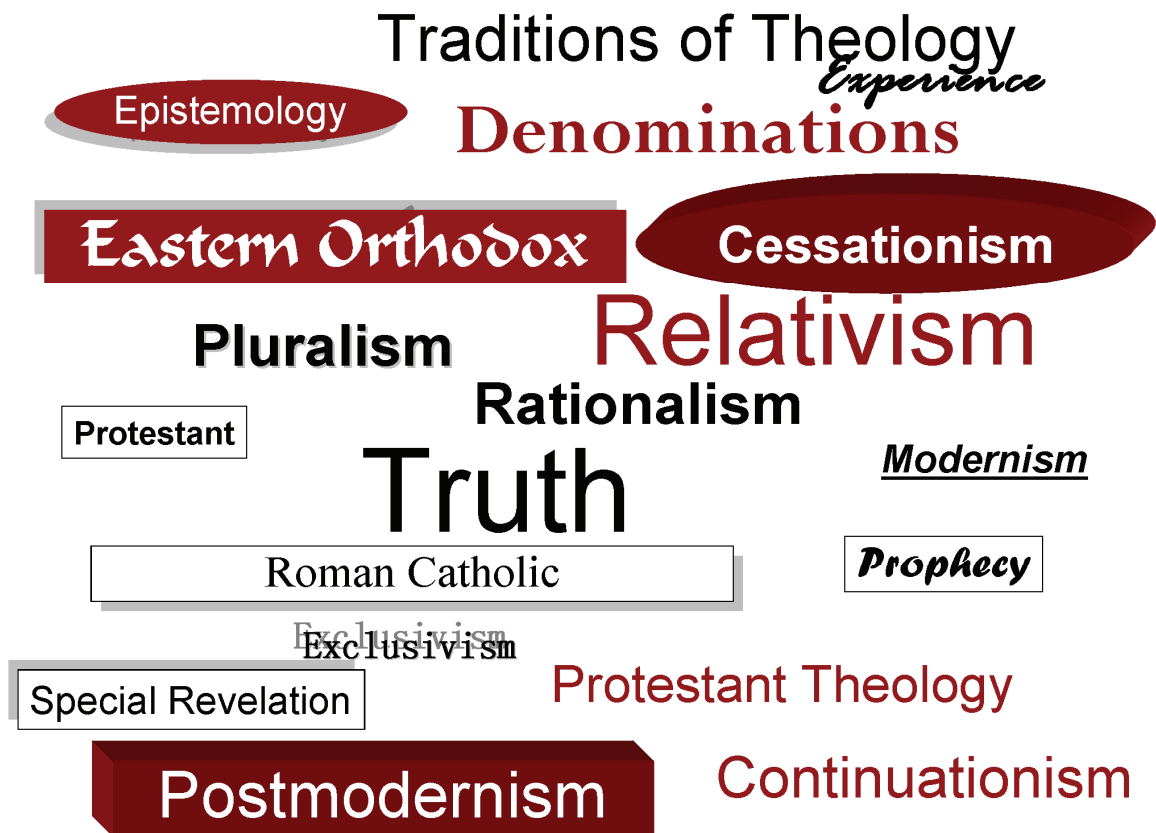 Traditions of Theology
Experience
Epistemology
Denominations
Eastern Orthodox
Cessationism
Pluralism
Relativism
Rationalism
Protestant
Truth
Modernism
Roman Catholic
Prophecy
Exclusivism
Special Revelation
Protestant Theology
Postmodernism
Continuationism